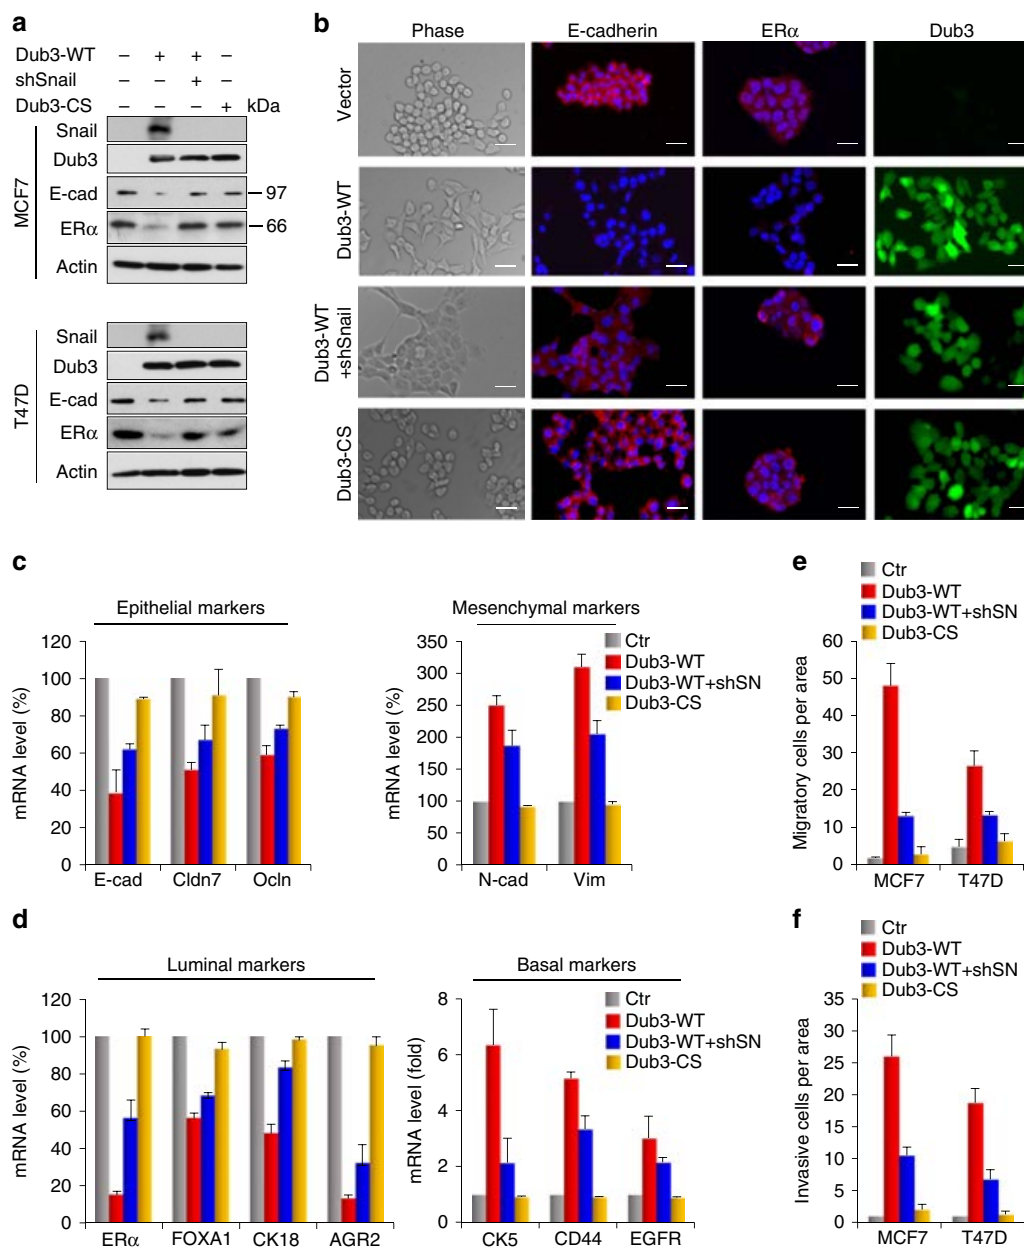 a
Dub3-WT – + + –
shSnail – – + –
Dub3-CS – – – + kDa
MCF7
Snail
Dub3
E-cad 97
ERα 66
Actin
T47D
Snail
Dub3
E-cad
ERα
Actin
b
Phase E-cadherin ERα Dub3
Vector
Dub3-WT
Dub3-WT
+shSnail
Dub3-CS
c
Epithelial markers
mRNA level (%)
120
100
80
60
40
20
0
E-cad Cldn7 Ocln
Mesenchymal markers
Ctr
Dub3-WT
Dub3-WT+shSN
Dub3-CS
mRNA level (%)
350
300
250
200
150
100
50
0
N-cad Vim
e
Ctr
Dub3-WT
Dub3-WT+shSN
Dub3-CS
Migratory cells per area
60
50
40
30
20
10
0
MCF7 T47D
d
Luminal markers
mRNA level (%)
120
100
80
60
40
20
0
ERα FOXA1 CK18 AGR2
Basal markers
Ctr
Dub3-WT
Dub3-WT+shSN
Dub3-CS
mRNA level (fold)
8
6
4
2
0
CK5 CD44 EGFR
f
Ctr
Dub3-WT
Dub3-WT+shSN
Dub3-CS
Invasive cells per area
35
30
25
20
15
10
5
0
MCF7 T47D